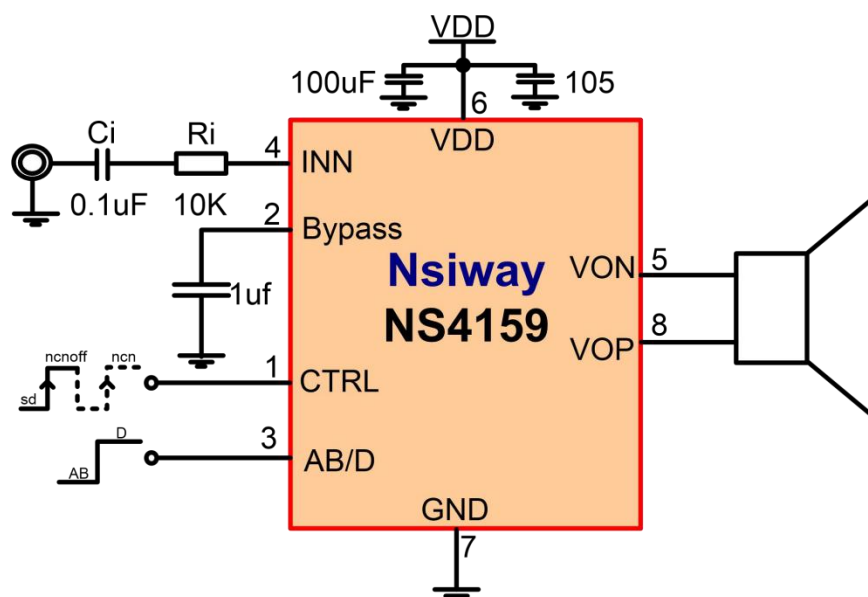 VDD
100uF
105
6
VDD
Ci
Ri
4
INN
0.1uF
10K
2
Bypass
1uf
Nsiway
NS4159
VON
5
VOP
8
ncnoff
ncn
sd
1
CTRL
D
AB
3
AB/D
GND
7